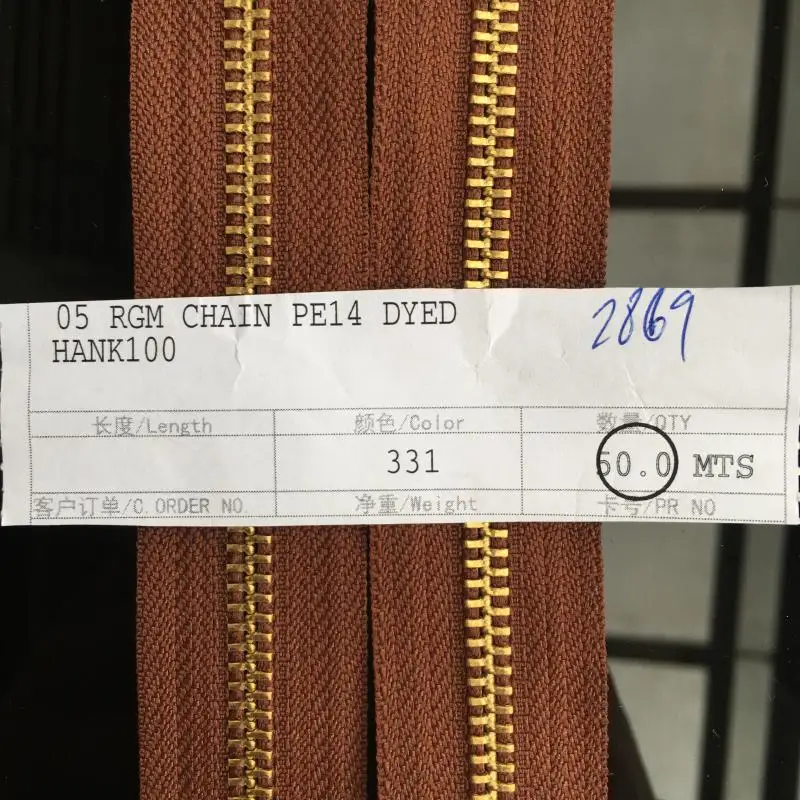 05 RGM CHAIN PE14 DYED
2869
HANK100
长度/Length
颜色/Color
数量/QTY
331
50.0 MTS
客户订单/C.ORDER NO.
净重/Weight
卡号/PR NO